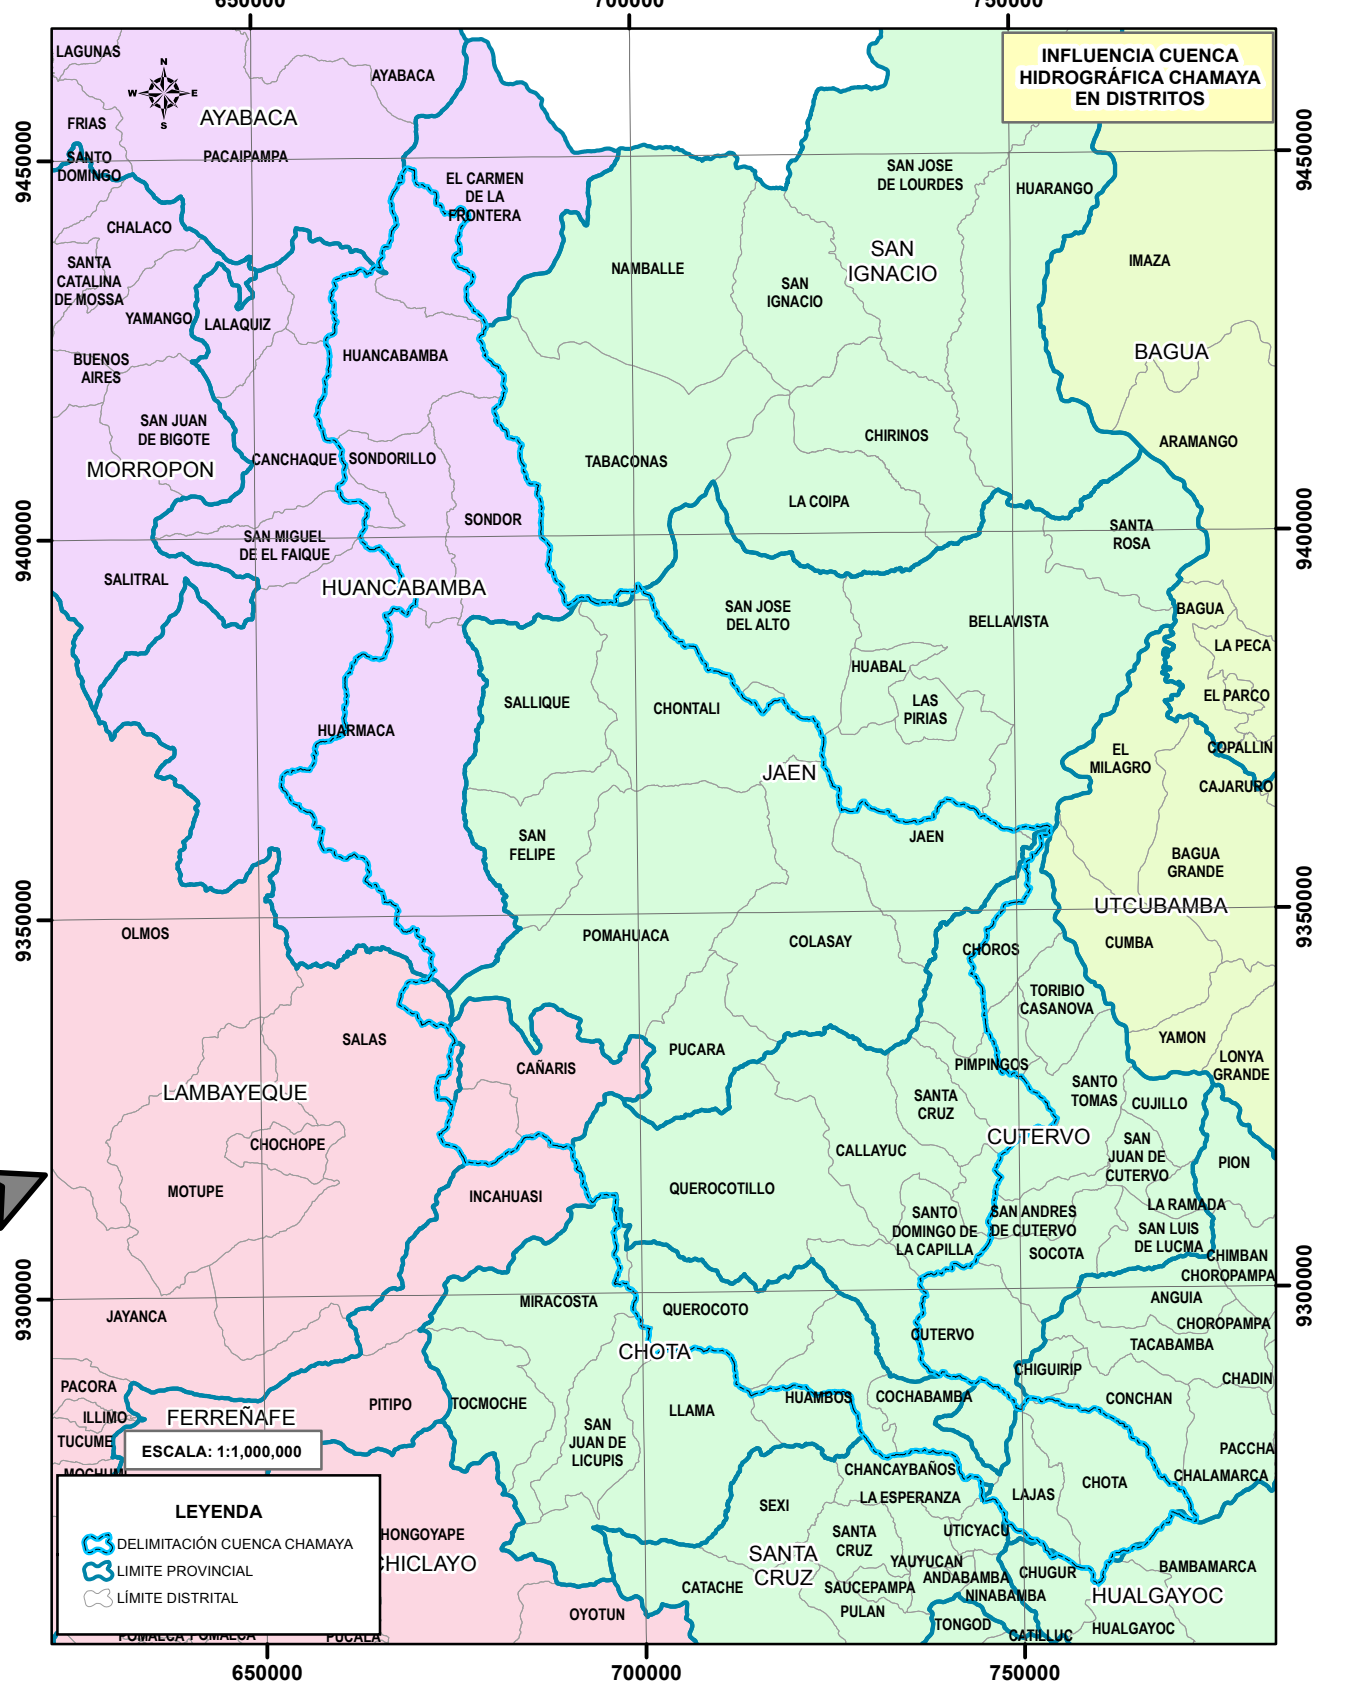 650000
700000
750000
INFLUENCIA CUENCA
HIDROGRÁFICA CHAMAYA
EN DISTRITOS
LAGUNAS
N
W
E
S
AYABACA
AYABACA
FRIAS
SANTO
DOMINGO
PACAIPAMPA
9450000
9450000
EL CARMEN
DE LA
FRONTERA
SAN JOSE
DE LOURDES
HUARANGO
CHALACO
SANTA
CATALINA
DE MOSSA
NAMBALLE
SAN
IGNACIO
SAN
IGNACIO
IMAZA
YAMANGO
LALAQUIZ
BUENOS
AIRES
HUANCABAMBA
BAGUA
SAN JUAN
DE BIGOTE
MORROPON
CANCHAQUE
SONDORILLO
TABACONAS
CHIRINOS
ARAMANGO
LA COIPA
SONDOR
SAN MIGUEL
DE EL FAIQUE
SANTA
ROSA
9400000
9400000
SALITRAL
HUANCABAMBA
SAN JOSE
DEL ALTO
BELLAVISTA
BAGUA
LA PECA
HUABAL
EL PARCO
SALLIQUE
CHONTALI
LAS
PIRIAS
HUARMACA
COPALLIN
EL
MILAGRO
JAEN
CAJARURO
SAN
FELIPE
JAEN
BAGUA
GRANDE
UTCUBAMBA
9350000
9350000
OLMOS
POMAHUACA
COLASAY
CHOROS
CUMBA
TORIBIO
CASANOVA
SALAS
PUCARA
YAMON
CAÑARIS
PIMPINGOS
LONYA
GRANDE
LAMBAYEQUE
SANTA
CRUZ
SANTO
TOMAS
CUJILLO
CHOCHOPE
CALLAYUC
CUTERVO
SAN
JUAN DE
CUTERVO
PION
MOTUPE
INCAHUASI
QUEROCOTILLO
LA RAMADA
SANTO
DOMINGO DE
LA CAPILLA
SAN ANDRES
DE CUTERVO
SOCOTA
SAN LUIS
DE LUCMA
CHIMBAN
CHOROPAMPA
9300000
9300000
JAYANCA
MIRACOSTA
QUEROCOTO
ANGUIA
CHOROPAMPA
CUTERVO
TACABAMBA
CHOTA
CHIGUIRIP
CHADIN
PACORA
ILLIMO
TUCUME
FERREÑAFE
PITIPO
TOCMOCHE
HUAMBOS
COCHABAMBA
CONCHAN
LLAMA
SAN
JUAN DE
LICUPIS
PACCHA
ESCALA: 1:1,000,000
CHANCAYBAÑOS
CHOTA
CHALAMARCA
LA ESPERANZA
LAJAS
SEXI
LEYENDA
DELIMITACIÓN CUENCA CHAMAYA
LIMITE PROVINCIAL
LÍMITE DISTRITAL
HONGOYAPE
CHICLAYO
SANTA
CRUZ
SANTA
CRUZ
UTICYACU
YAUYUCAN
ANDABAMBA
CHUGUR
BAMBAMARCA
CATACHE
SAUCEPAMPA
NINABAMBA
HUALGAYOC
OYOTUN
PULAN
TONGOD
CATILLUC
HUALGAYOC
POMALCA
POMALCA
PUCALA
650000
700000
750000